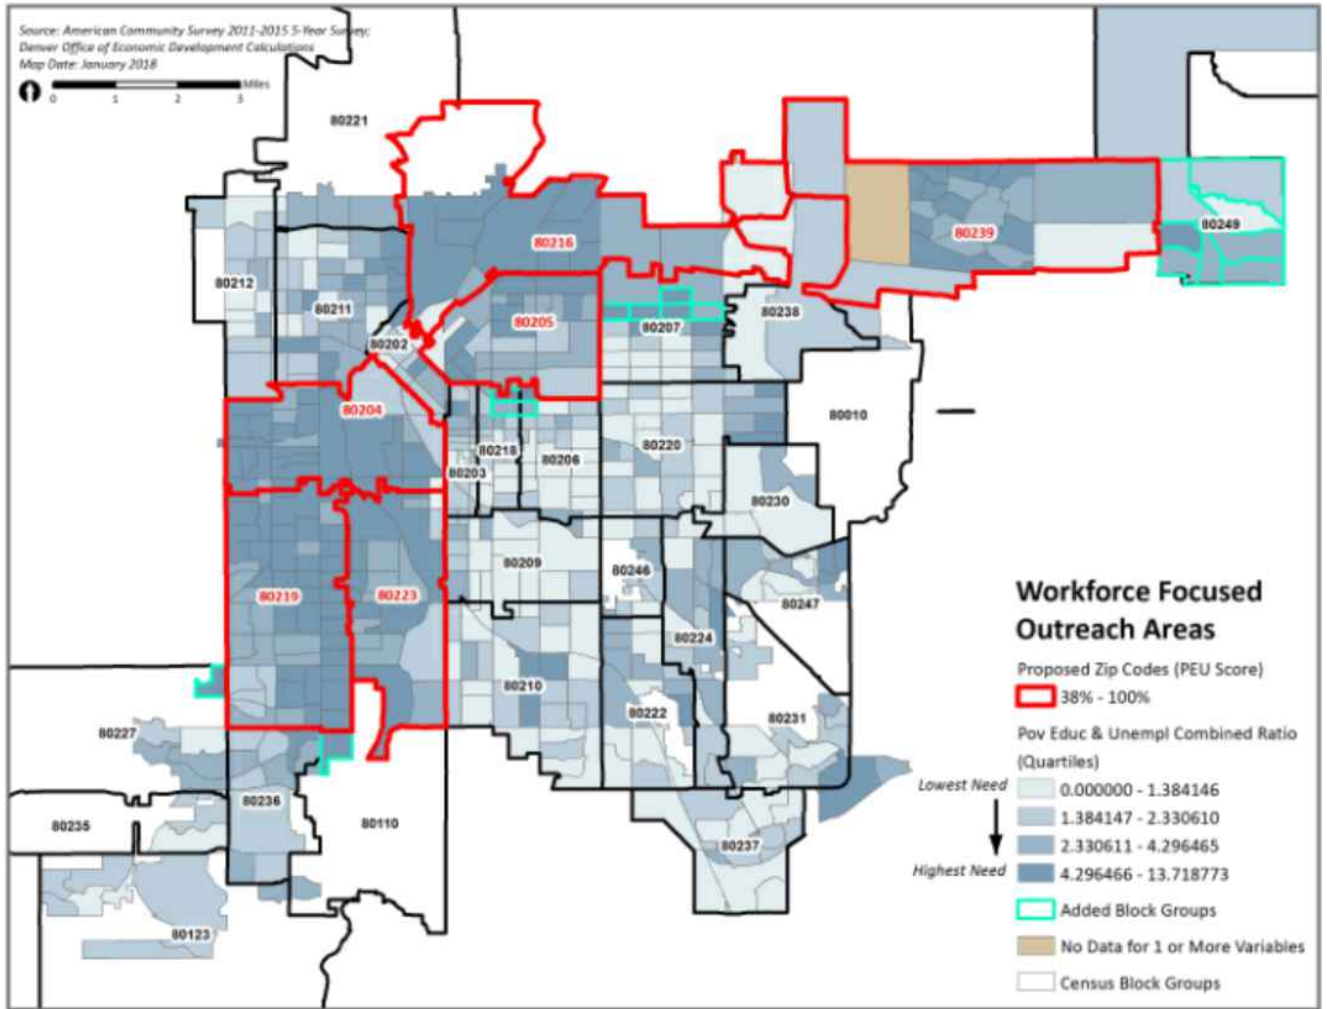 Source: American Community Survey 2011-2015 5-Year Survey;
Denver Office of Economic Development Calculations
Map Date: January 2018
Miles
0 1 2 3
80221
80216
80239
80249
80212
80211
80202
80205
80207
80238
80204
80010
80203
80218
80206
80220
80230
80209
80246
80247
80219
80223
80224
80210
80222
80231
80227
80236
80235
80110
80237
80123
Workforce Focused
Outreach Areas
Proposed Zip Codes (PEU Score)
38% - 100%
Pov Educ & Unempl Combined Ratio
(Quartiles)
Lowest Need
0.000000 - 1.384146
1.384147 - 2.330610
2.330611 - 4.296465
Highest Need
4.296466 - 13.718773
Added Block Groups
No Data for 1 or More Variables
Census Block Groups